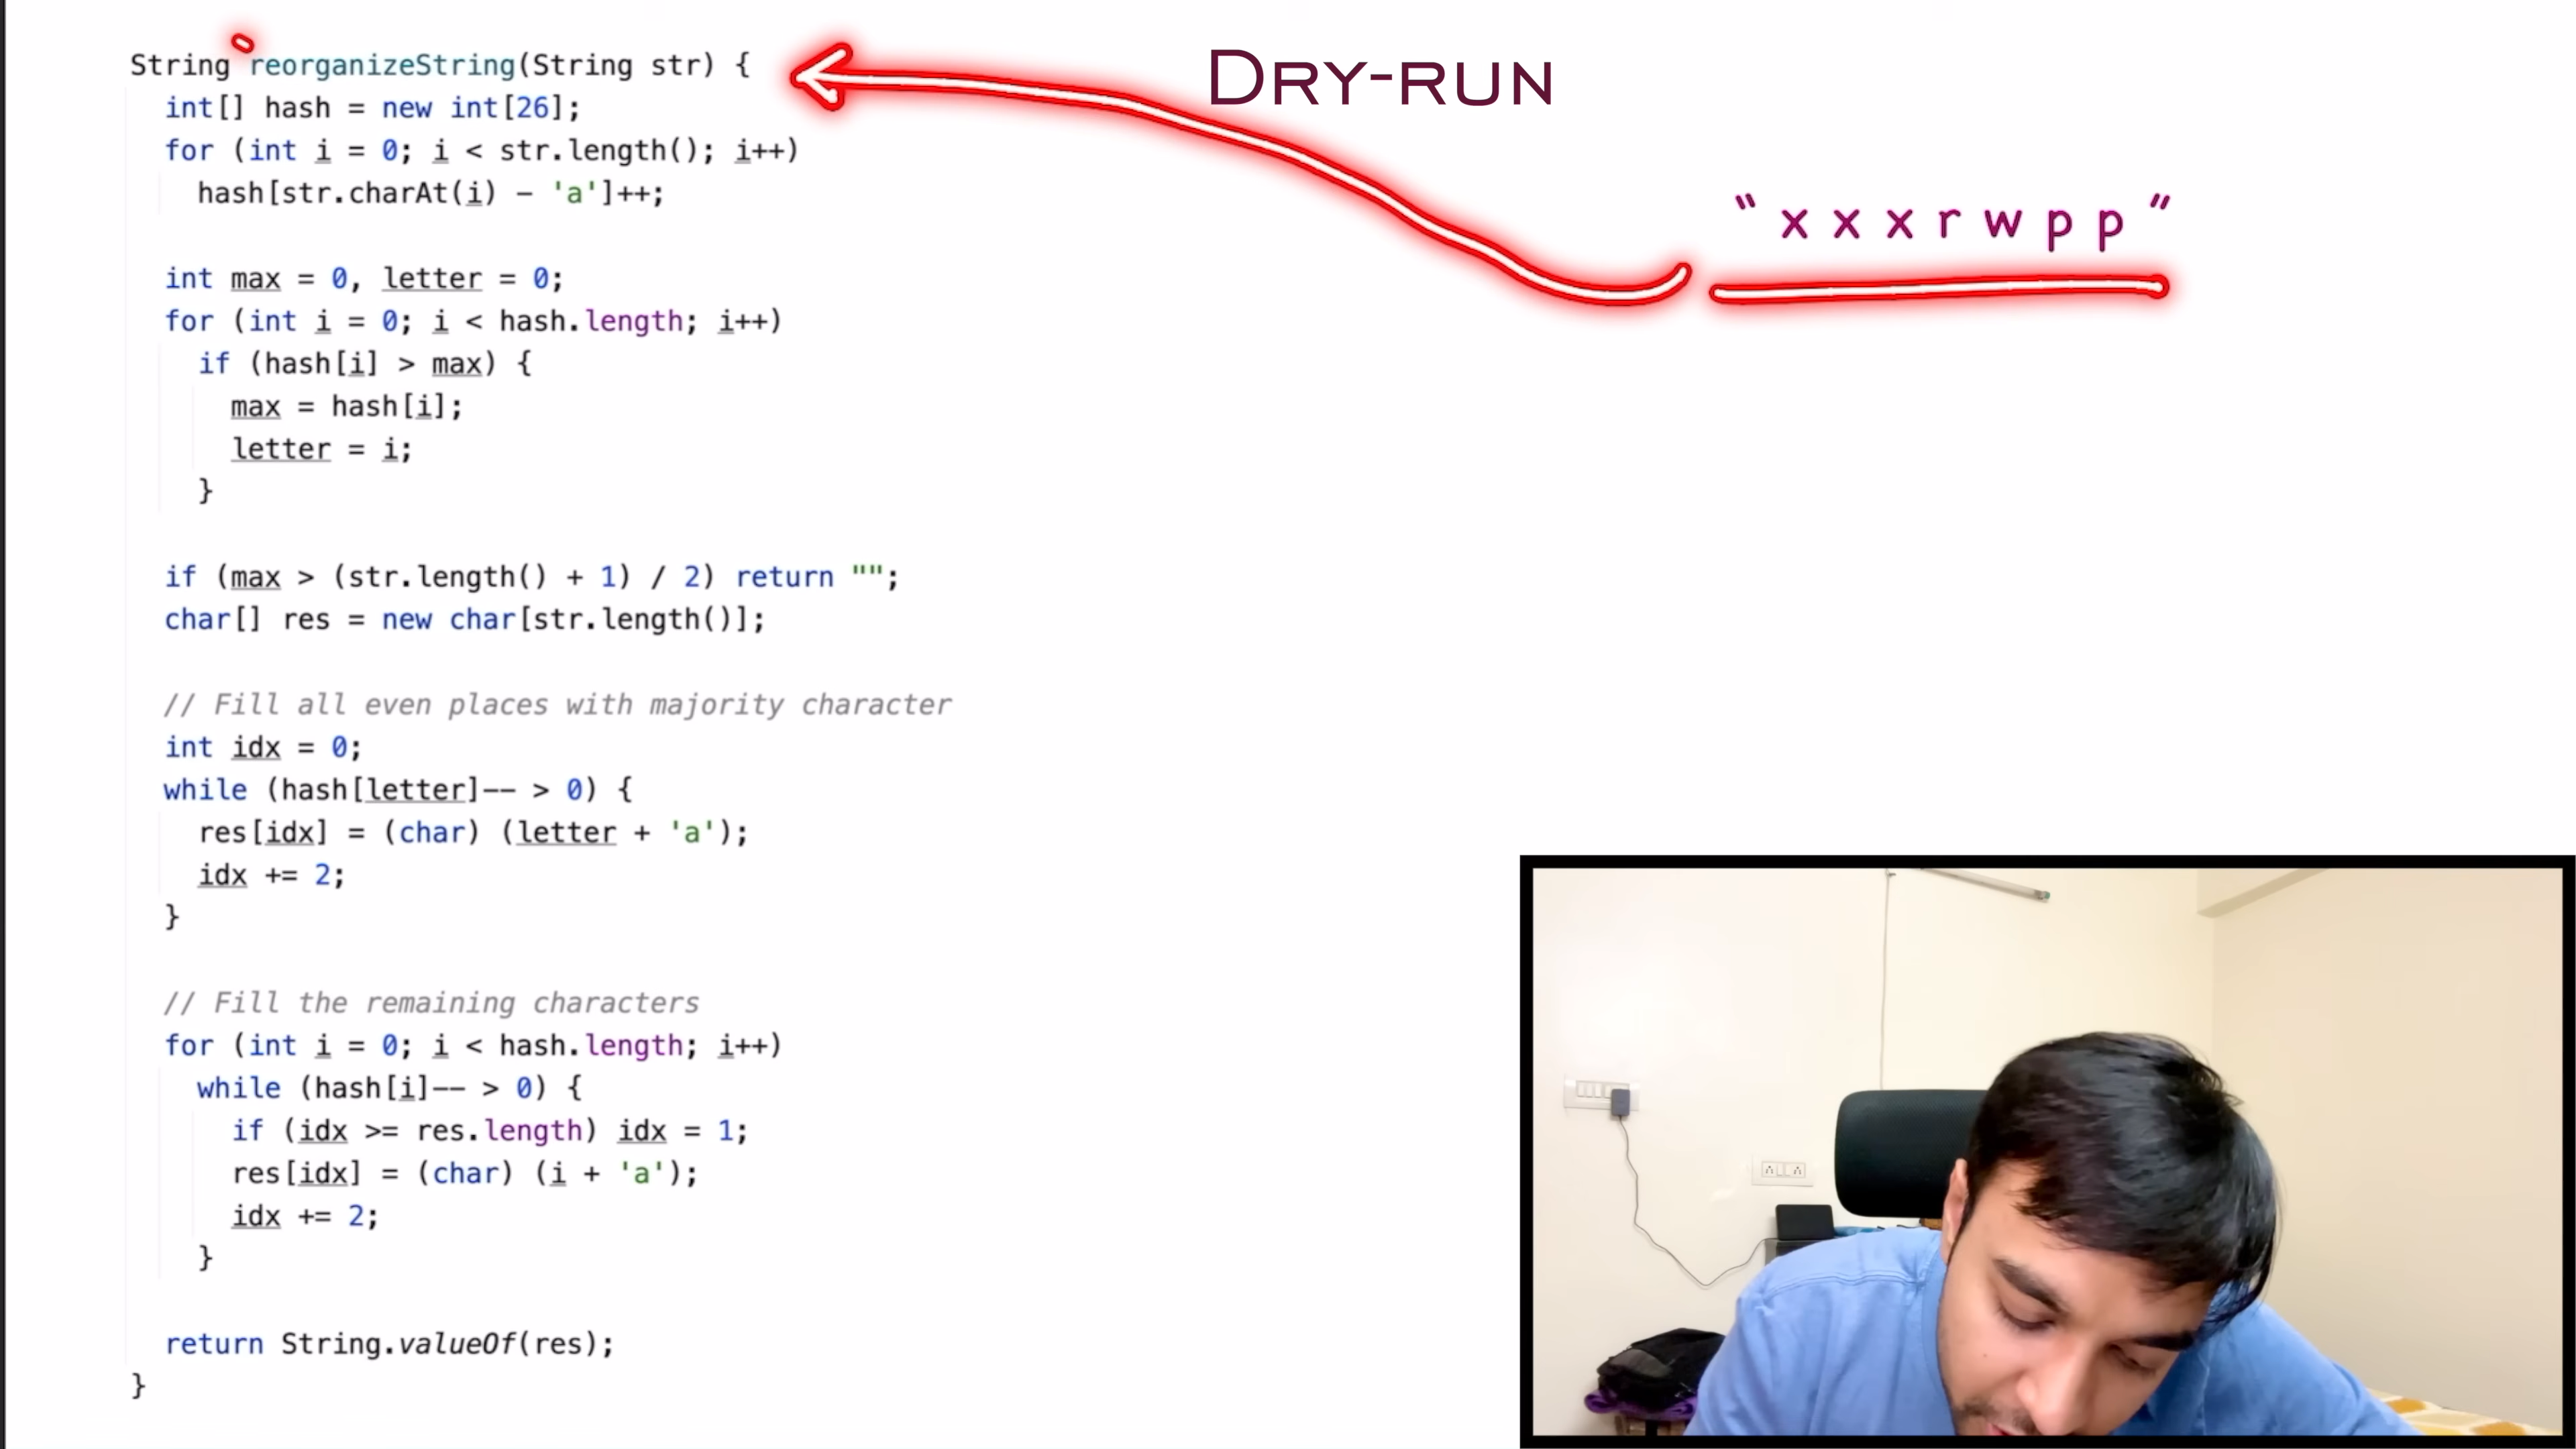 String reorganizeString(String str) {
int[] hash = new int[26];
for (int i = 0; i < str.length(); i++)
hash[str.charAt(i) - 'a']++;
int max = 0, letter = 0;
for (int i = 0; i < hash.length; i++)
if (hash[i] > max) {
max = hash[i];
letter = i;
}
if (max > (str.length() + 1) / 2) return "";
char[] res = new char[str.length()];
// Fill all even places with majority character
int idx = 0;
while (hash[letter]-- > 0) {
res[idx] = (char) (letter + 'a');
idx += 2;
}
// Fill the remaining characters
for (int i = 0; i < hash.length; i++)
while (hash[i]-- > 0) {
if (idx >= res.length) idx = 1;
res[idx] = (char) (i + 'a');
idx += 2;
}
return String.valueOf(res);
}
DRY-RUN
"x x x r w p p"